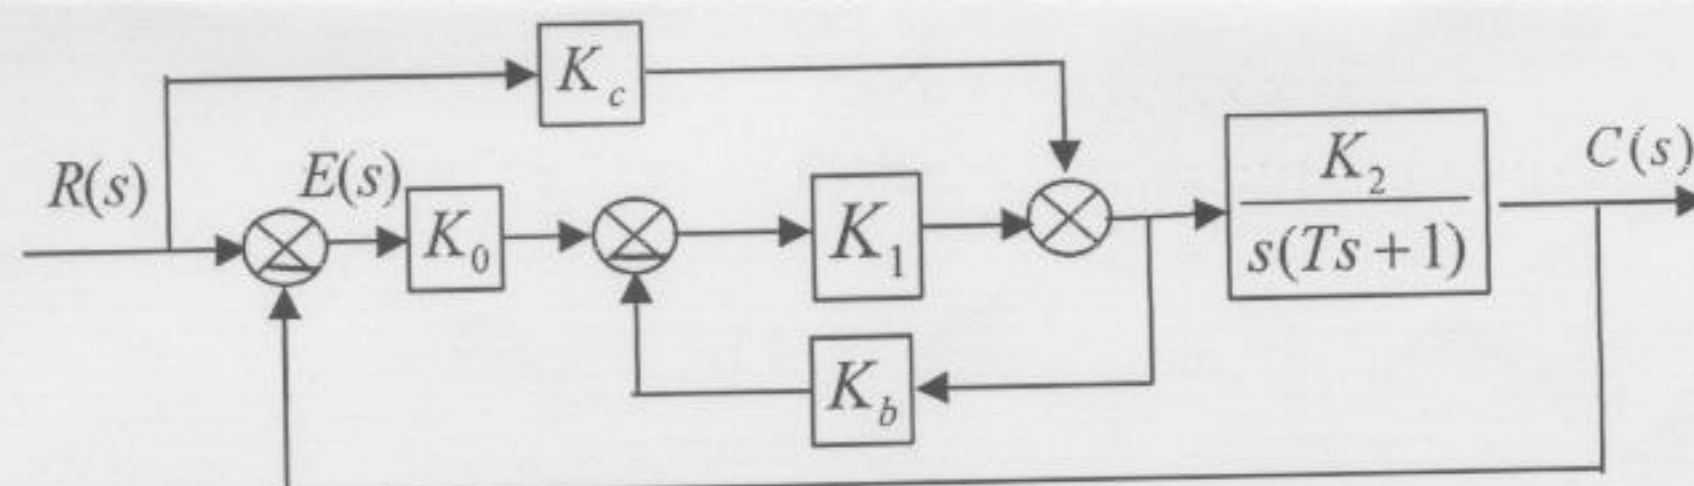 K_c
R(s)
E(s)
K_0
K_1
K_2
s(Ts + 1)
C(s)
K_b